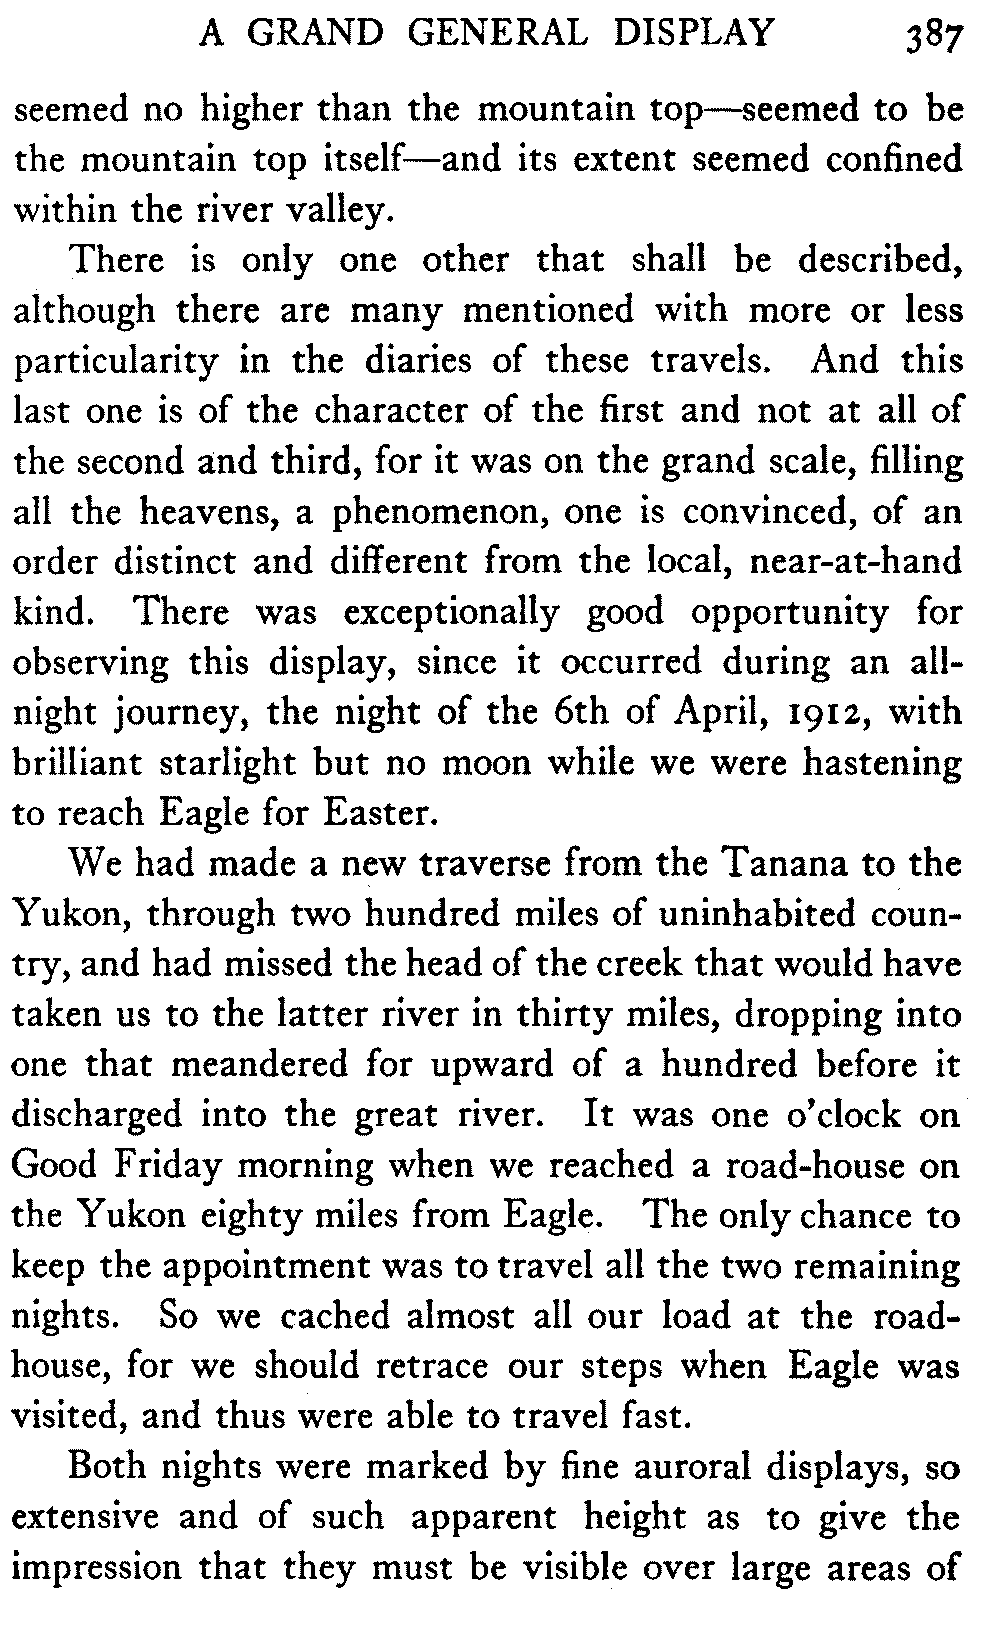 A GRAND GENERAL DISPLAY 387
seemed no higher than the mountain top—seemed to be
the mountain top itself—and its extent seemed confined
within the river valley.
There is only one other that shall be described,
although there are many mentioned with more or less
particularity in the diaries of these travels. And this
last one is of the character of the first and not at all of
the second and third, for it was on the grand scale, filling
all the heavens, a phenomenon, one is convinced, of an
order distinct and different from the local, near-at-hand
kind. There was exceptionally good opportunity for
observing this display, since it occurred during an all-
night journey, the night of the 6th of April, 1912, with
brilliant starlight but no moon while we were hastening
to reach Eagle for Easter.
We had made a new traverse from the Tanana to the
Yukon, through two hundred miles of uninhabited coun-
try, and had missed the head of the creek that would have
taken us to the latter river in thirty miles, dropping into
one that meandered for upward of a hundred before it
discharged into the great river. It was one o'clock on
Good Friday morning when we reached a road-house on
the Yukon eighty miles from Eagle. The only chance to
keep the appointment was to travel all the two remaining
nights. So we cached almost all our load at the road-
house, for we should retrace our steps when Eagle was
visited, and thus were able to travel fast.
Both nights were marked by fine auroral displays, so
extensive and of such apparent height as to give the
impression that they must be visible over large areas of